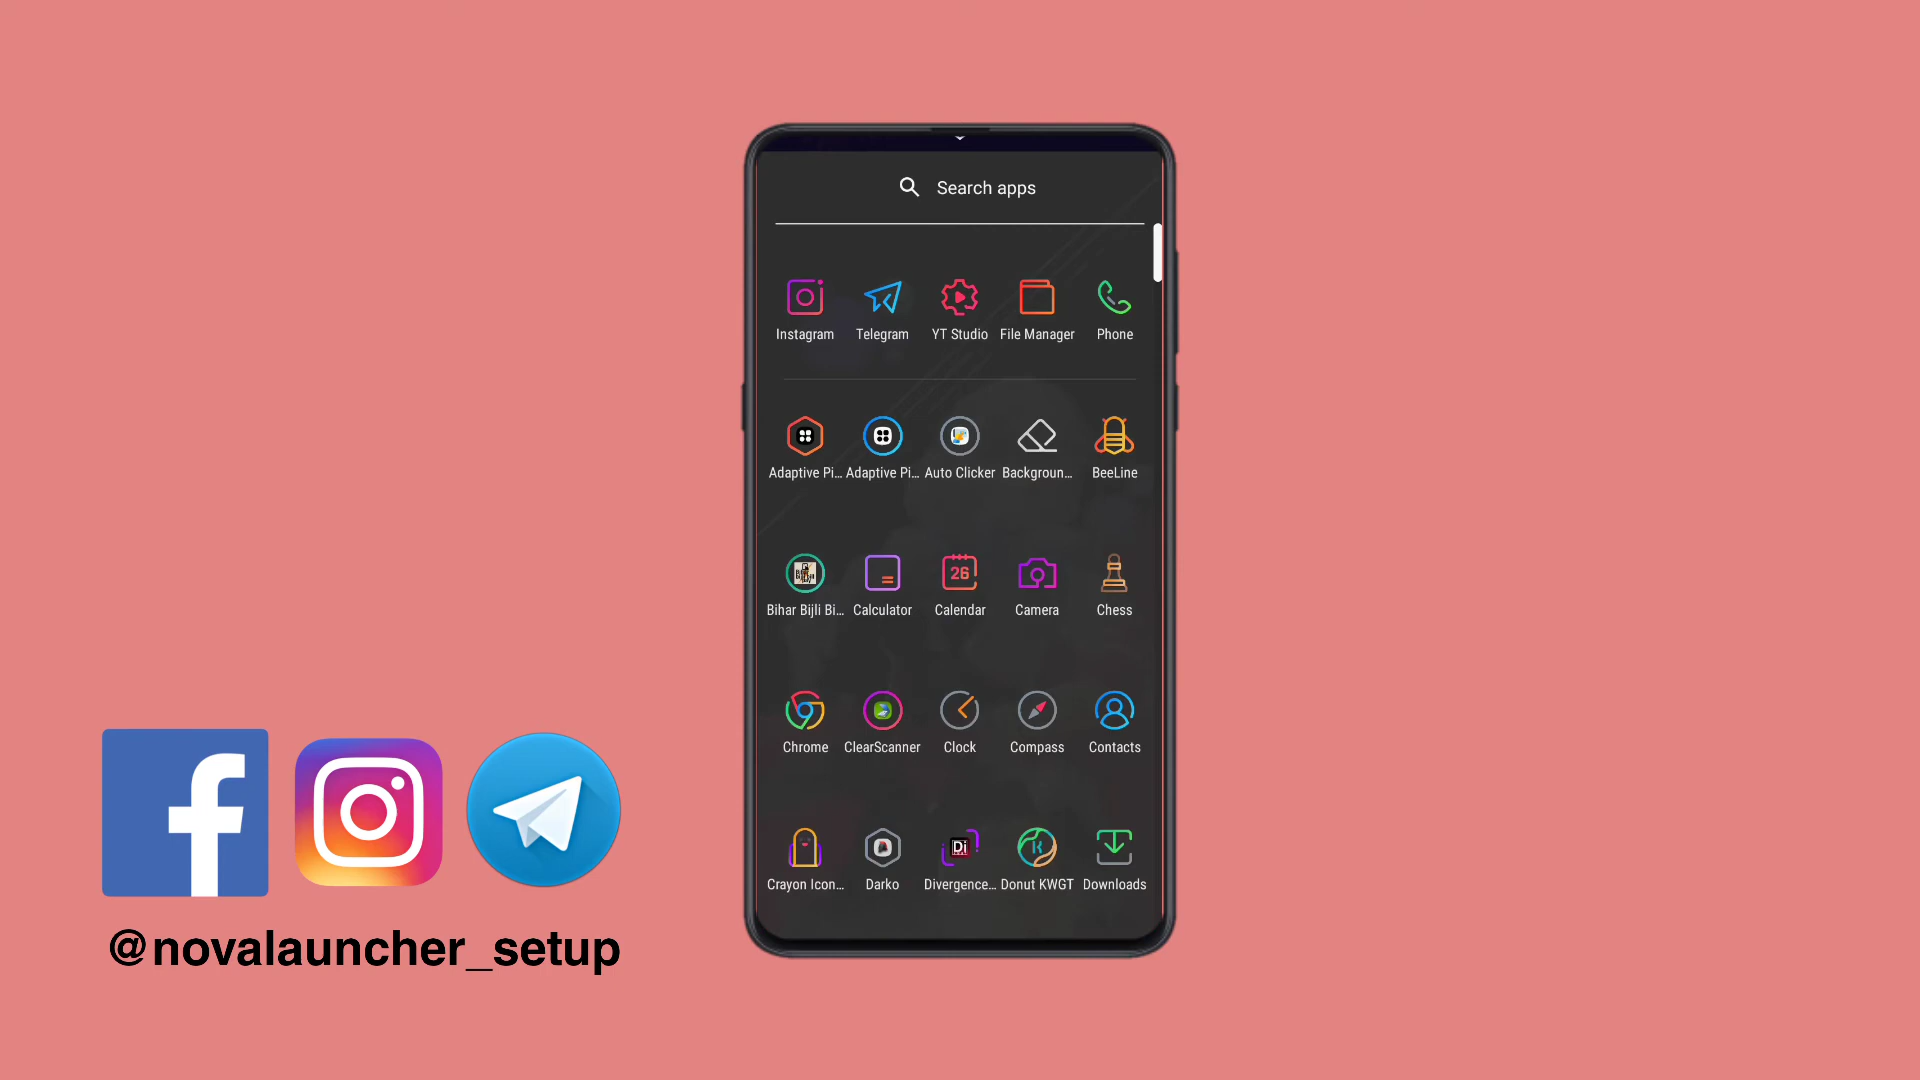 Search apps
Instagram Telegram YT Studio File Manager Phone
Adaptive Pi... Adaptive Pi... Auto Clicker Backgroun... BeeLine
26
Bihar Bijli Bi... Calculator Calendar Camera Chess
Chrome ClearScanner Clock Compass Contacts
Di
Crayon Icon... Darko Divergence... Donut KWGT Downloads
@novalauncher_setup